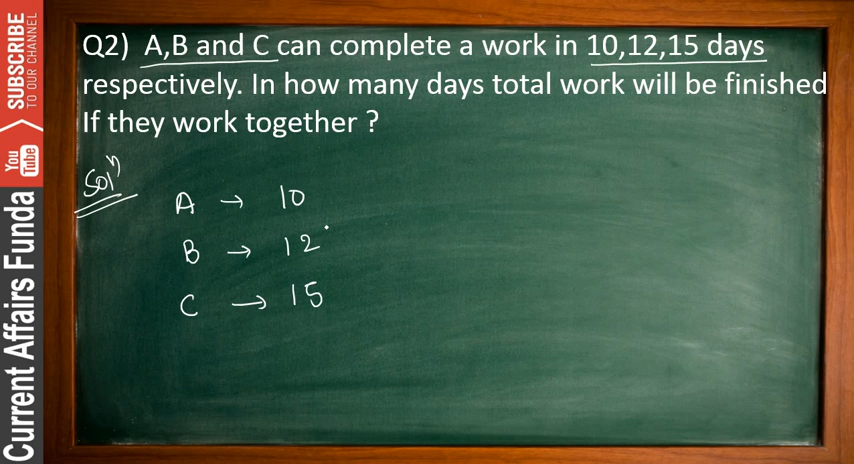 Q2) A,B and C can complete a work in 10,12,15 days
respectively. In how many days total work will be finished
If they work together ?
Solⁿ
A → 10
B → 12
C → 15
SUBSCRIBE
TO OUR CHANNEL
You Tube
Current Affairs Funda